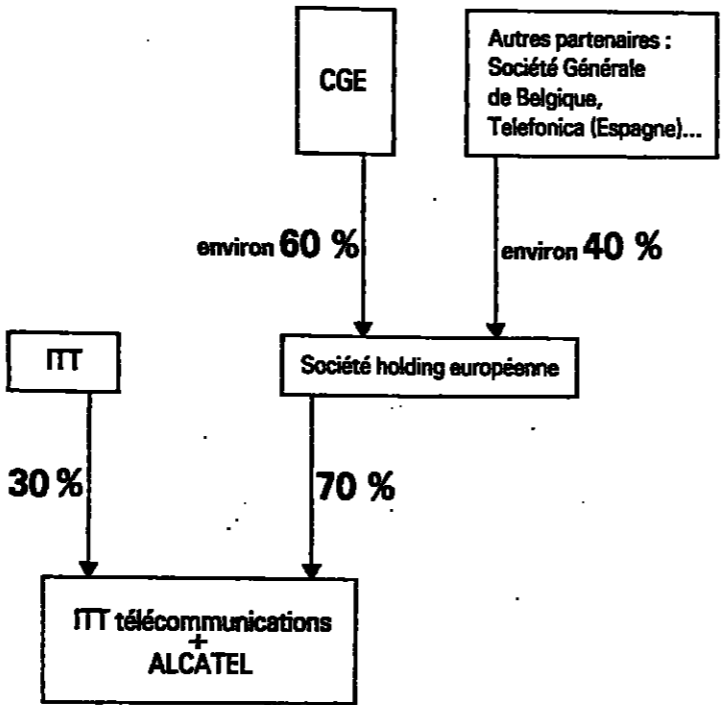 CGE
Autres partenaires :
Société Générale
de Belgique,
Telefonica (Espagne)...
environ 60 %
environ 40 %
ITT
Société holding européenne
30 %
70 %
ITT télécommunications
+
ALCATEL